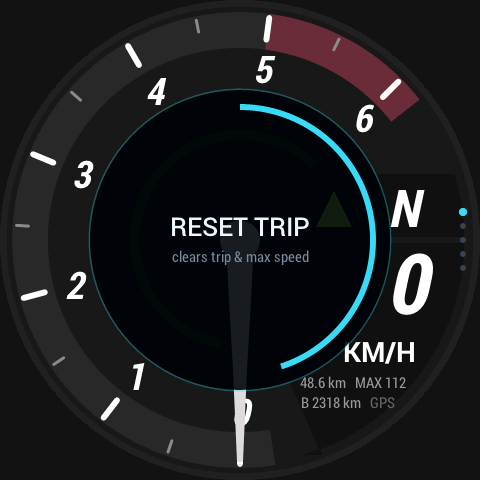 5
4
6
3
N
RESET TRIP
clears trip & max speed
0
2
KM/H
1
48.6 km MAX 112
B 2318 km GPS
0